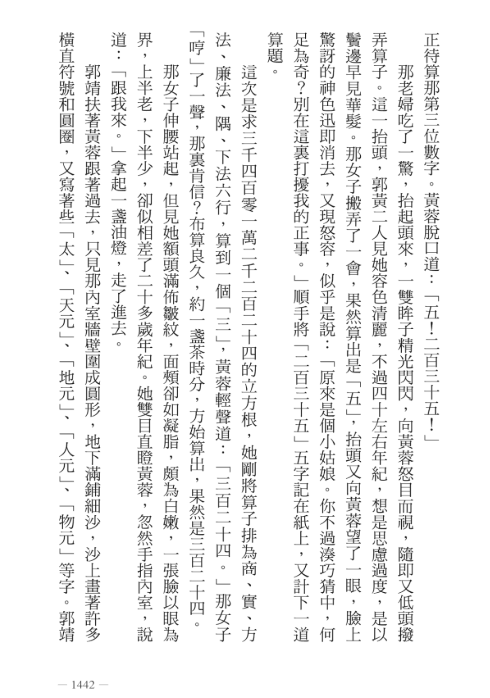 正待算那第三位數字。黃蓉脫口道：「五！二百三十五！」
那老婦吃了一驚，抬起頭來，一雙眸子精光閃閃，向黃蓉怒目而視，隨即又低頭撥
弄算子。這一抬頭，郭黃二人見她容色清麗，不過四十左右年紀，想是思慮過度，是以
鬢邊早見華髮。那女子搬弄了一會，果然算出是「五」，抬頭又向黃蓉望了一眼，臉上
驚訝的神色迅即消去，又現怒容，似乎是說：「原來是個小姑娘。你不過湊巧猜中，何
足為奇？別在這裏打擾我的正事。」順手將「二百三十五」五字記在紙上，又計下一道
算題。
這次是求三千四百零一萬二千二百二十四的立方根，她剛將算子排為商、實、方
法、廉法、隅、下法六行，算到一個「三」，黃蓉輕聲道：「三百二十四。」那女子
「哼」了一聲，那裏肯信？布算良久，約一盞茶時分，方始算出，果然是三百二十四。
那女子伸腰站起，但見她額頭滿佈皺紋，面頰卻如凝脂，頗為白嫩，一張臉以眼為
界，上半老，下半少，卻似相差了二十多歲年紀。她雙目直瞪黃蓉，忽然手指內室，說
道：「跟我來。」拿起一盞油燈，走了進去。
郭靖扶著黃蓉跟著過去，只見那內室牆壁圍成圓形，地下滿鋪細沙，沙上畫著許多
橫直符號和圓圈，又寫著些「太」、「天元」、「地元」、「人元」、「物元」等字。郭靖
— 1442 —